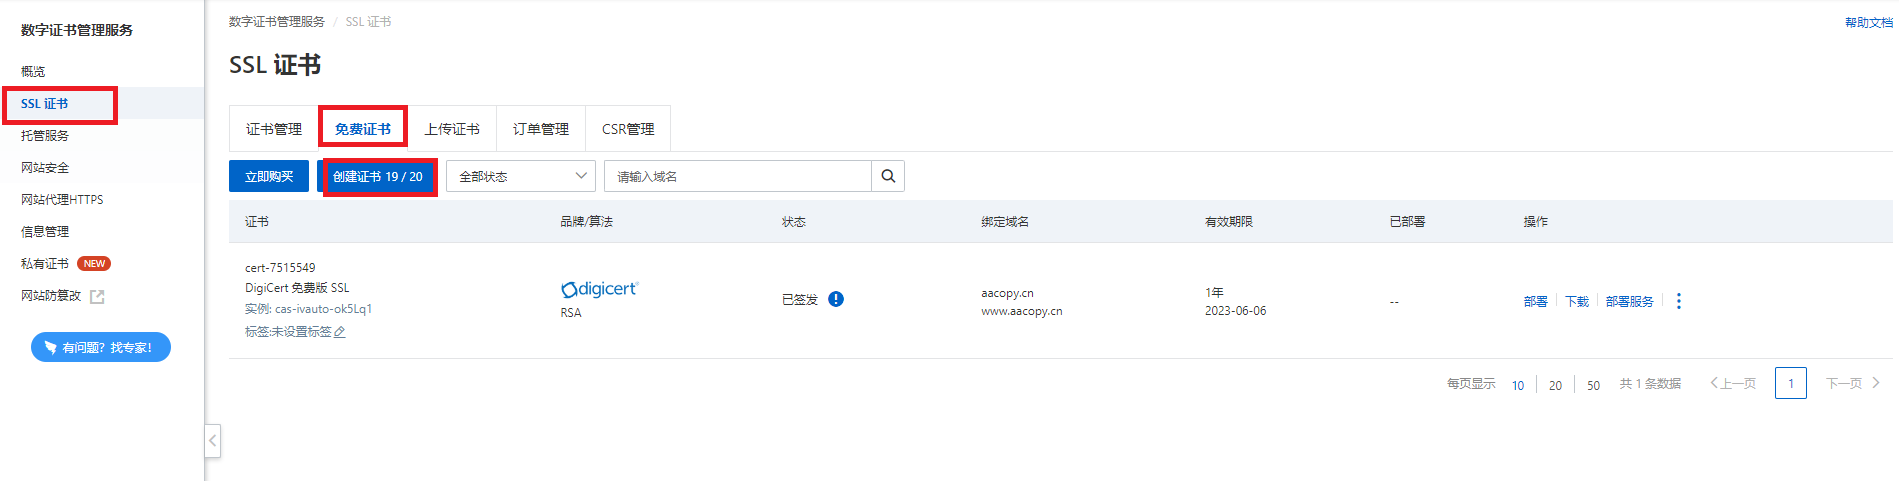 数字证书管理服务
概览
SSL 证书
托管服务
网站安全
网站代理HTTPS
信息管理
私有证书 NEW
网站防篡改
有问题？找专家！
数字证书管理服务 / SSL 证书
帮助文档
SSL 证书
证书管理 免费证书 上传证书 订单管理 CSR管理
立即购买 创建证书 19 / 20 全部状态 请输入域名
证书 品牌/算法 状态 绑定域名 有效期限 已部署 操作
cert-7515549
DigiCert 免费版 SSL
实例: cas-ivauto-ok5Lq1
标签:未设置标签
digicert
RSA
已签发
aacopy.cn
www.aacopy.cn
1年
2023-06-06
--
部署 下载 部署服务
每页显示 10 20 50 共 1 条数据 上一页 1 下一页